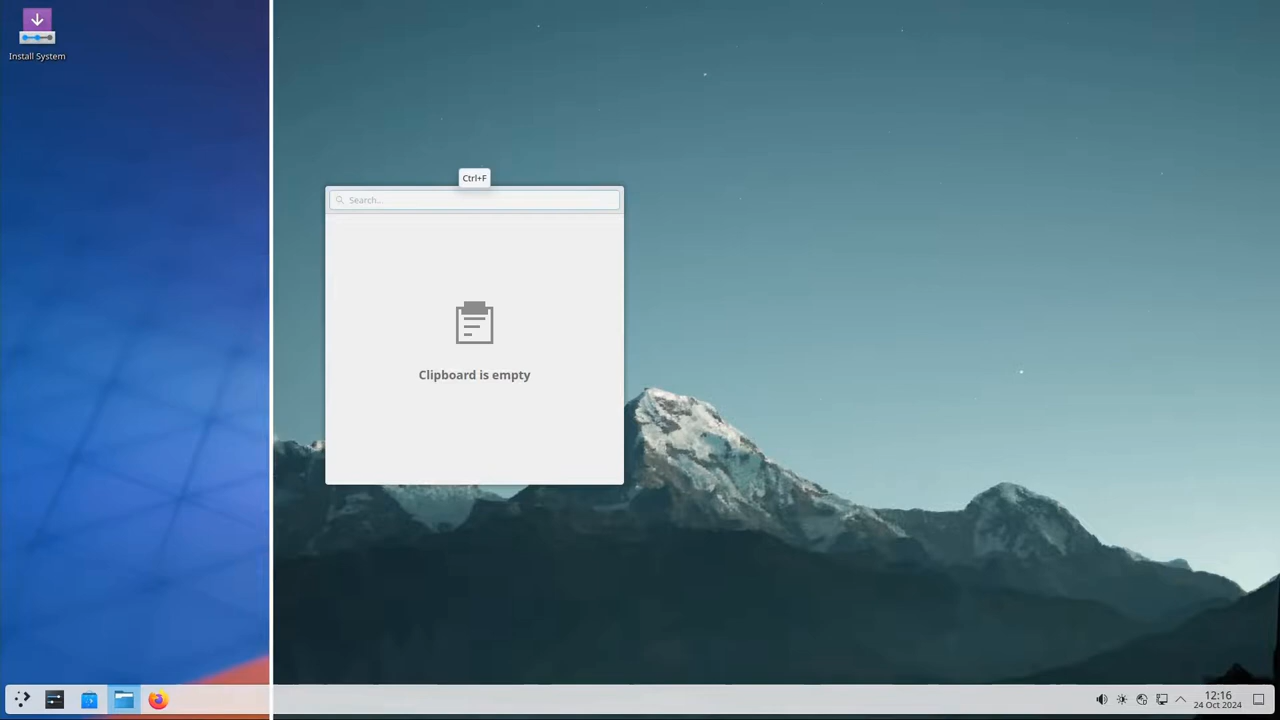 Install System
Ctrl+F
Search...
Clipboard is empty
12:16
24 Oct 2024